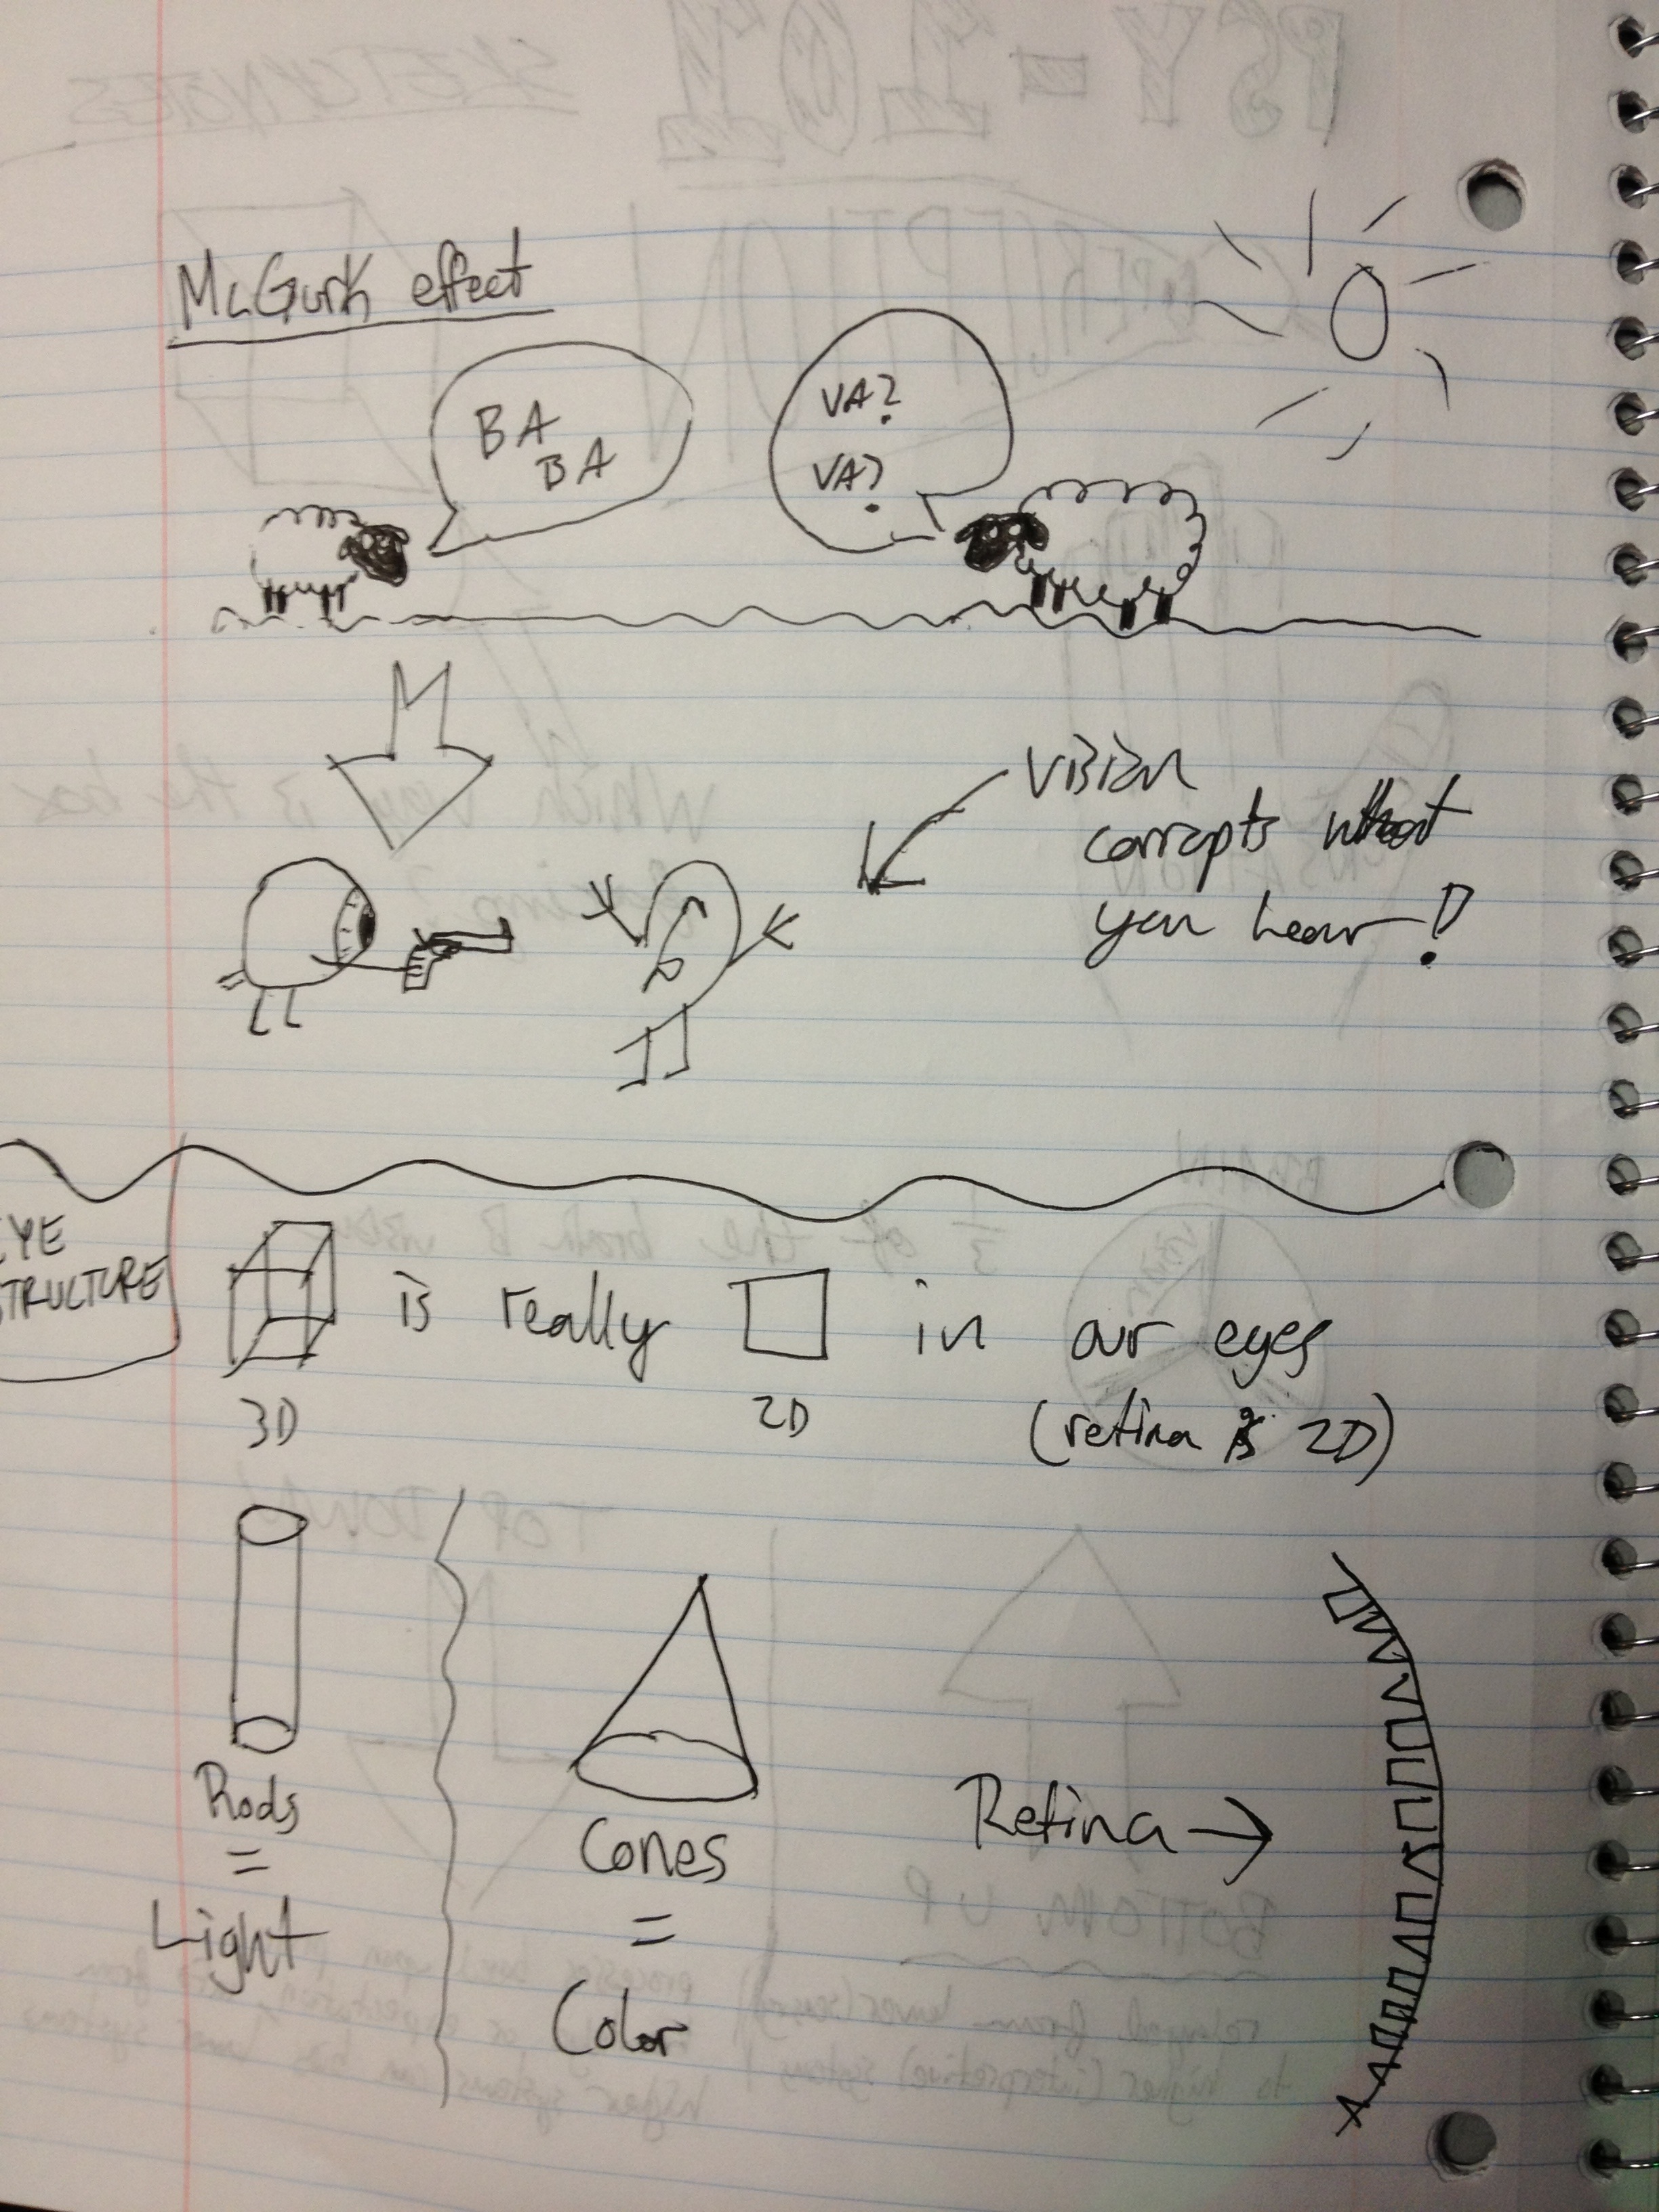 McGurk effect
BA
BA
VA?
VA?
vision
corrupts what
you hear!
EYE
STRUCTURE
is really in our eyes
3D
2D
(retina is 2D)
Rods
=
Light
Cones
=
Color
Retina →